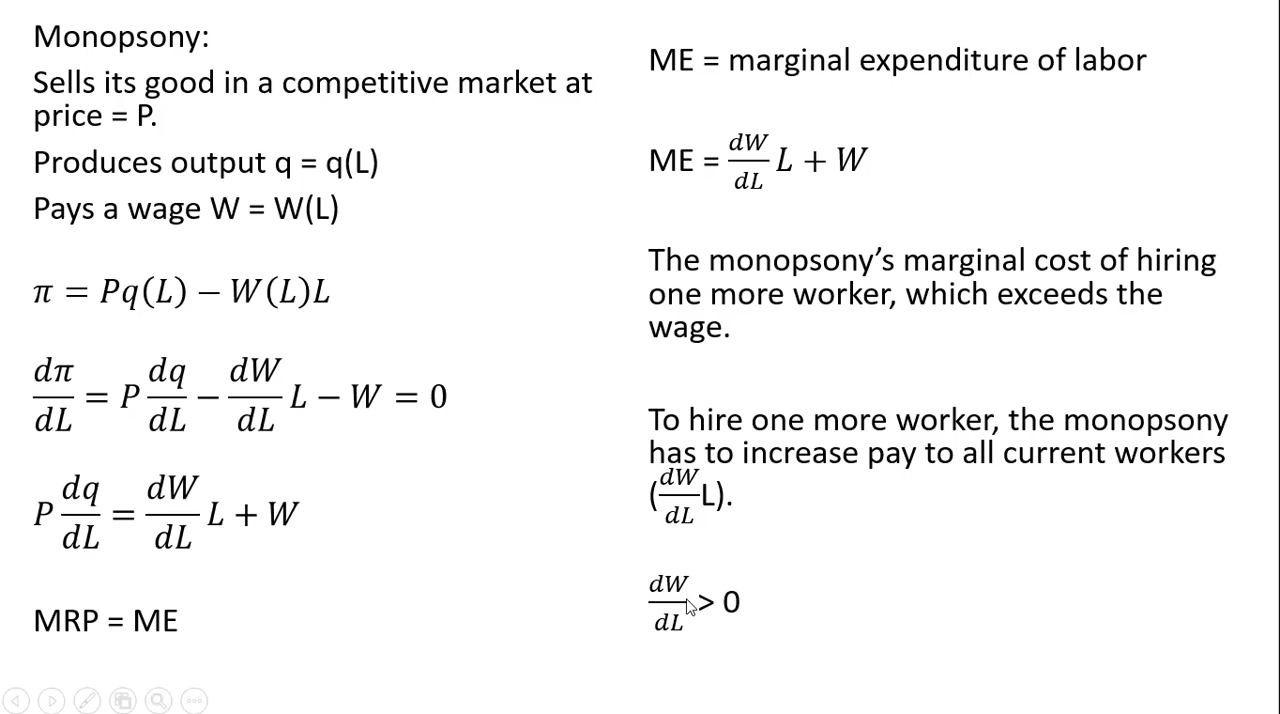 Monopsony:
Sells its good in a competitive market at
price = P.
Produces output q = q(L)
Pays a wage W = W(L)
π = Pq(L) − W(L)L
dπ/dL = P dq/dL − dW/dL L − W = 0
P dq/dL = dW/dL L + W
MRP = ME
ME = marginal expenditure of labor
ME = dW/dL L + W
The monopsony’s marginal cost of hiring
one more worker, which exceeds the
wage.
To hire one more worker, the monopsony
has to increase pay to all current workers
(dW/dL L).
dW/dL > 0